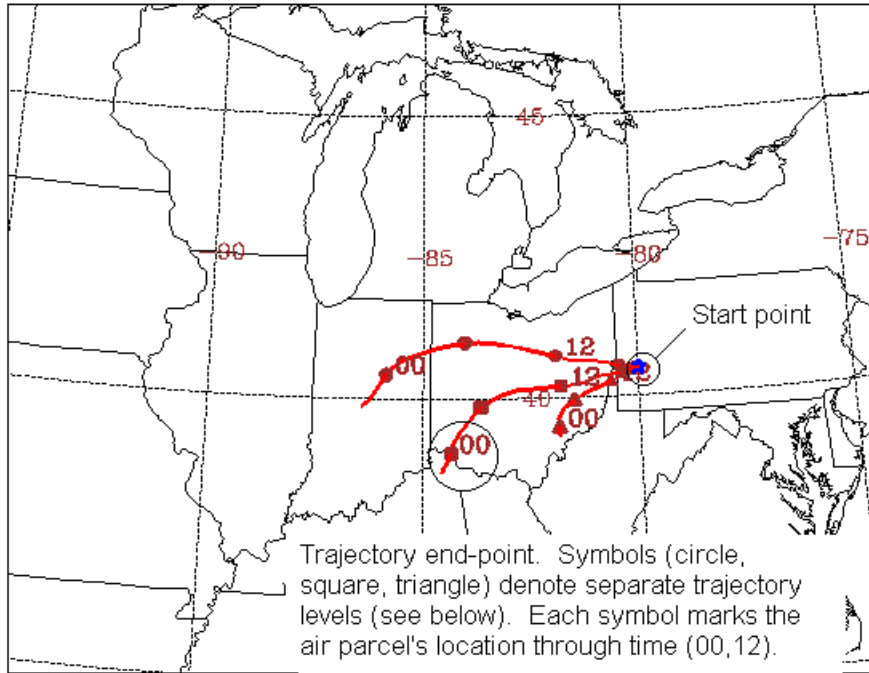 45
-90
-85
-80
-75
Start point
00
12
12
12
40
00
00
Trajectory end-point. Symbols (circle,
square, triangle) denote separate trajectory
levels (see below). Each symbol marks the
air parcel's location through time (00,12).